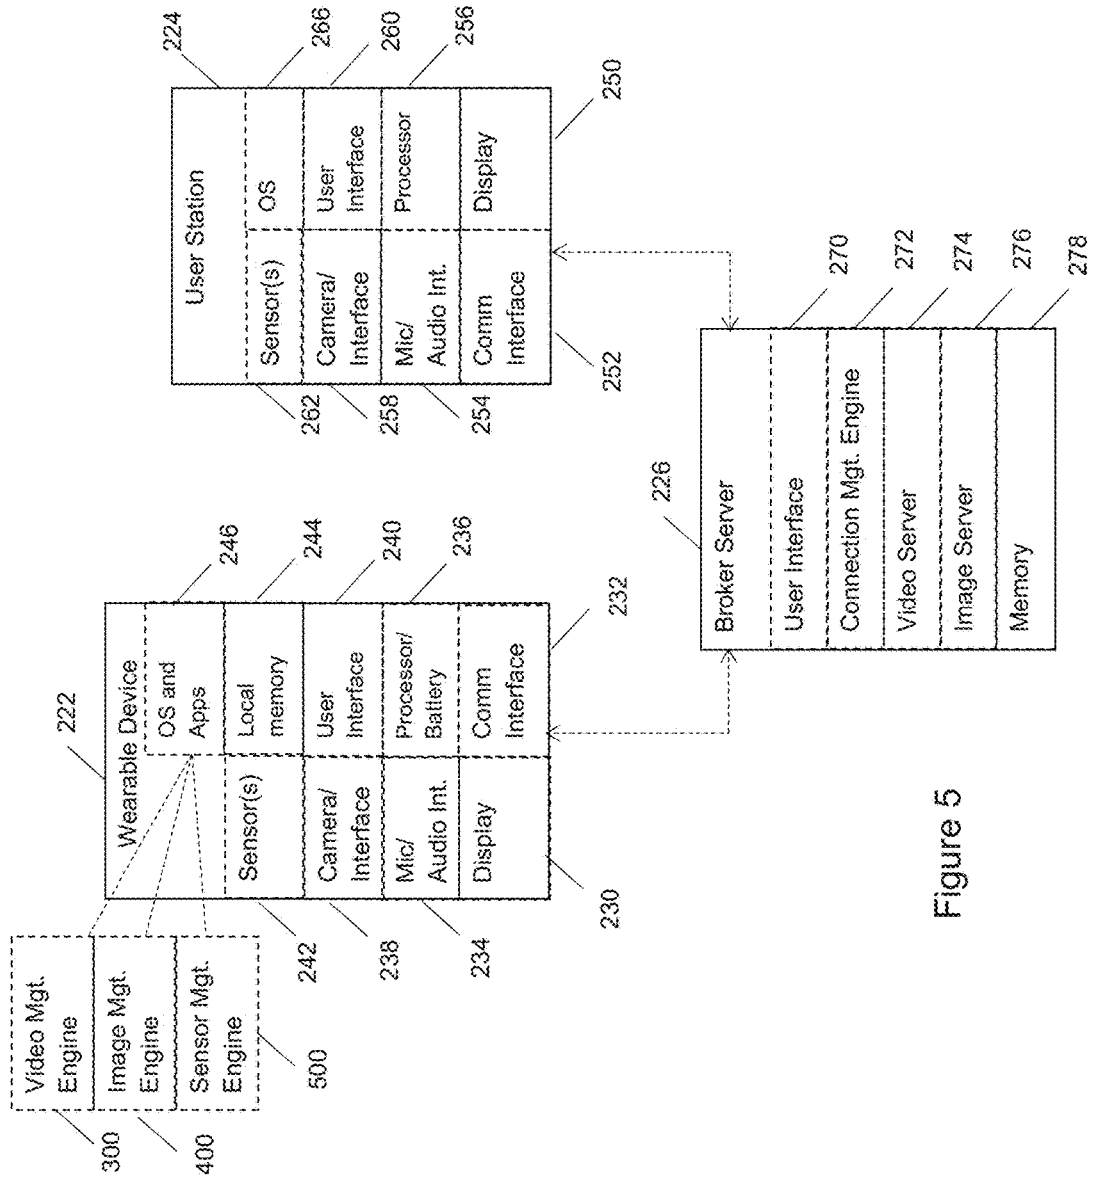 300
Video Mgt.
Engine
400
Image Mgt.
Engine
Sensor Mgt.
Engine
500
222
Wearable Device
OS and
Apps
246
Sensor(s)
242
Local
memory
244
Camera/
Interface
238
User
Interface
240
Mic/
Audio Int.
234
Processor/
Battery
236
Display
230
Comm
Interface
232
User Station
224
Sensor(s)
262
OS
266
Camera/
Interface
258
User
Interface
260
Mic/
Audio Int.
254
Processor
256
Comm
Interface
252
Display
250
226
Broker Server
User Interface
270
Connection Mgt. Engine
272
Video Server
274
Image Server
276
Memory
278
Figure 5